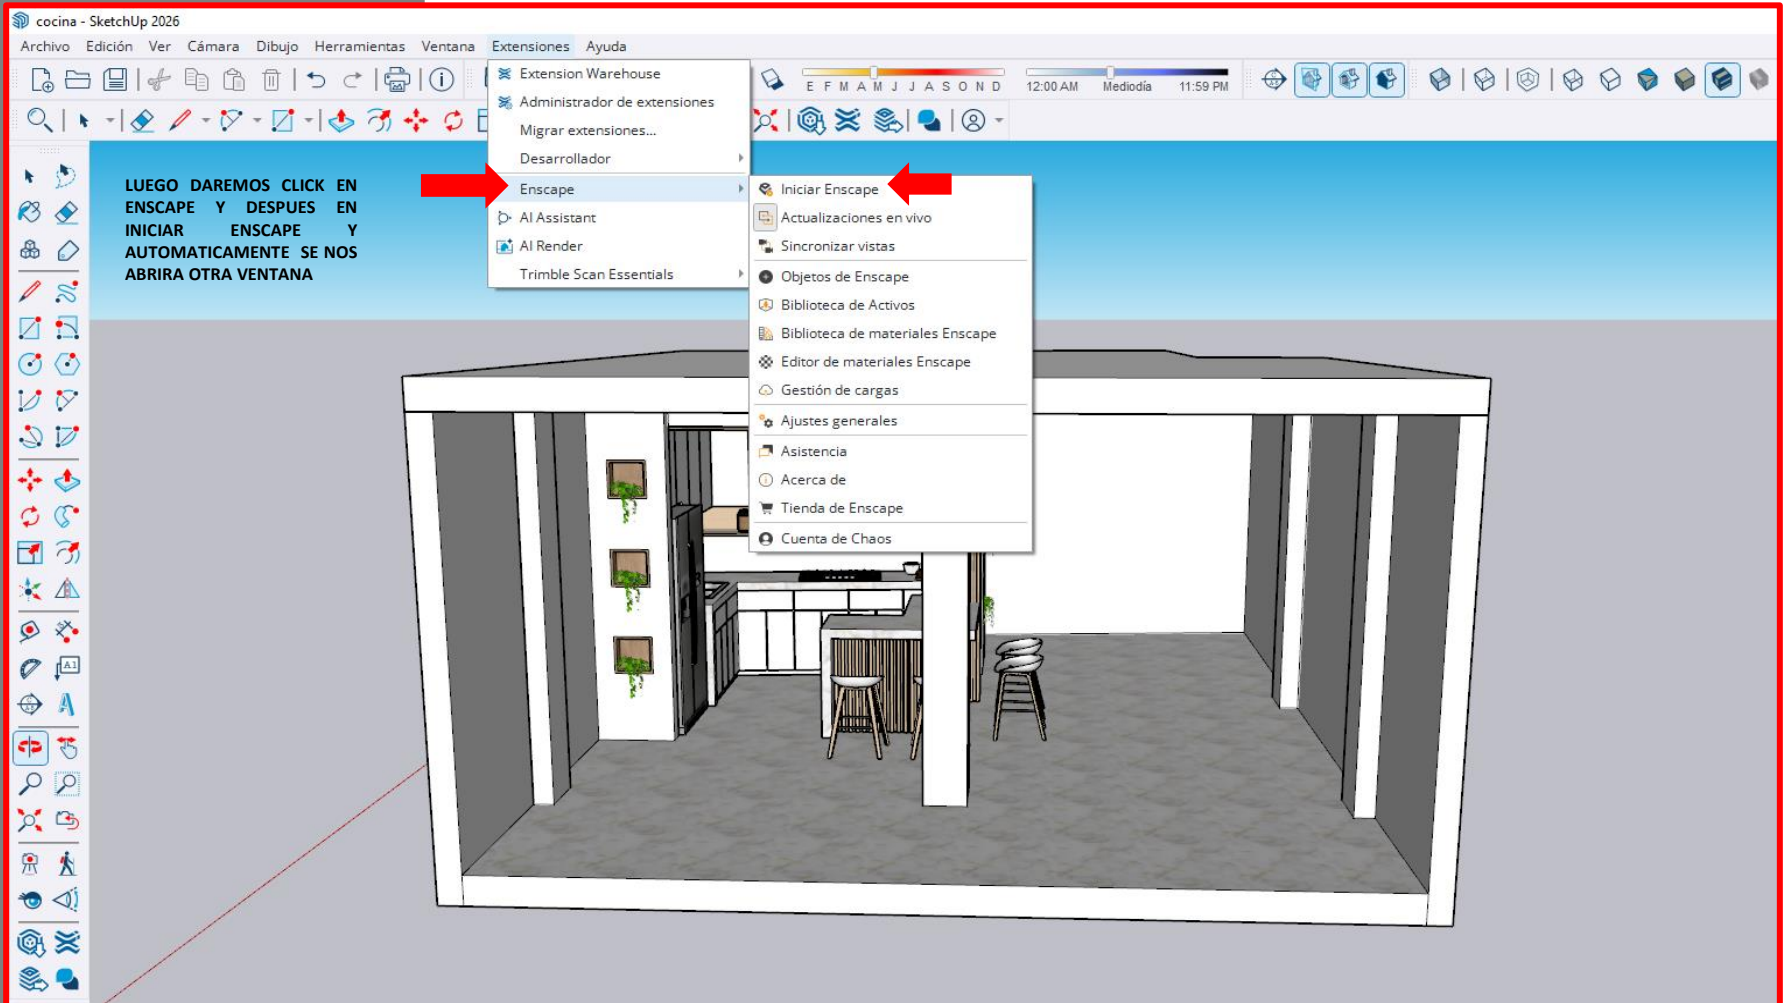 cocina - SketchUp 2026
Archivo Edición Ver Cámara Dibujo Herramientas Ventana Extensiones Ayuda
E F M A M J J A S O N D
12:00 AM Mediodía 11:59 PM
Extension Warehouse
Administrador de extensiones
Migrar extensiones...
Desarrollador
Enscape
AI Assistant
AI Render
Trimble Scan Essentials
Iniciar Enscape
Actualizaciones en vivo
Sincronizar vistas
Objetos de Enscape
Biblioteca de Activos
Biblioteca de materiales Enscape
Editor de materiales Enscape
Gestión de cargas
Ajustes generales
Asistencia
Acerca de
Tienda de Enscape
Cuenta de Chaos
LUEGO DAREMOS CLICK EN
ENSCAPE Y DESPUES EN
INICIAR ENSCAPE Y
AUTOMATICAMENTE SE NOS
ABRIRA OTRA VENTANA
A1